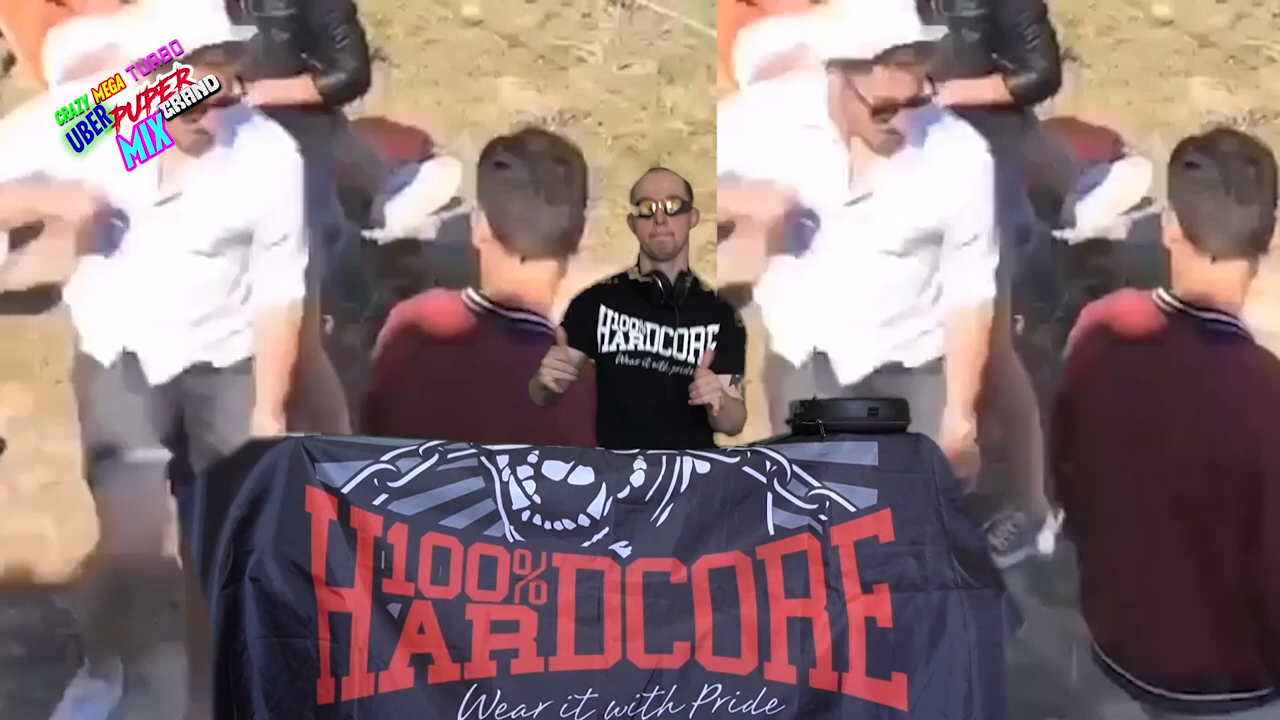 CRAZY MEGA TURBO
UBER DUPER GRAND
MIX
100%
HARDCORE
Wear it with pride
100%
HARDCORE
Wear it with Pride